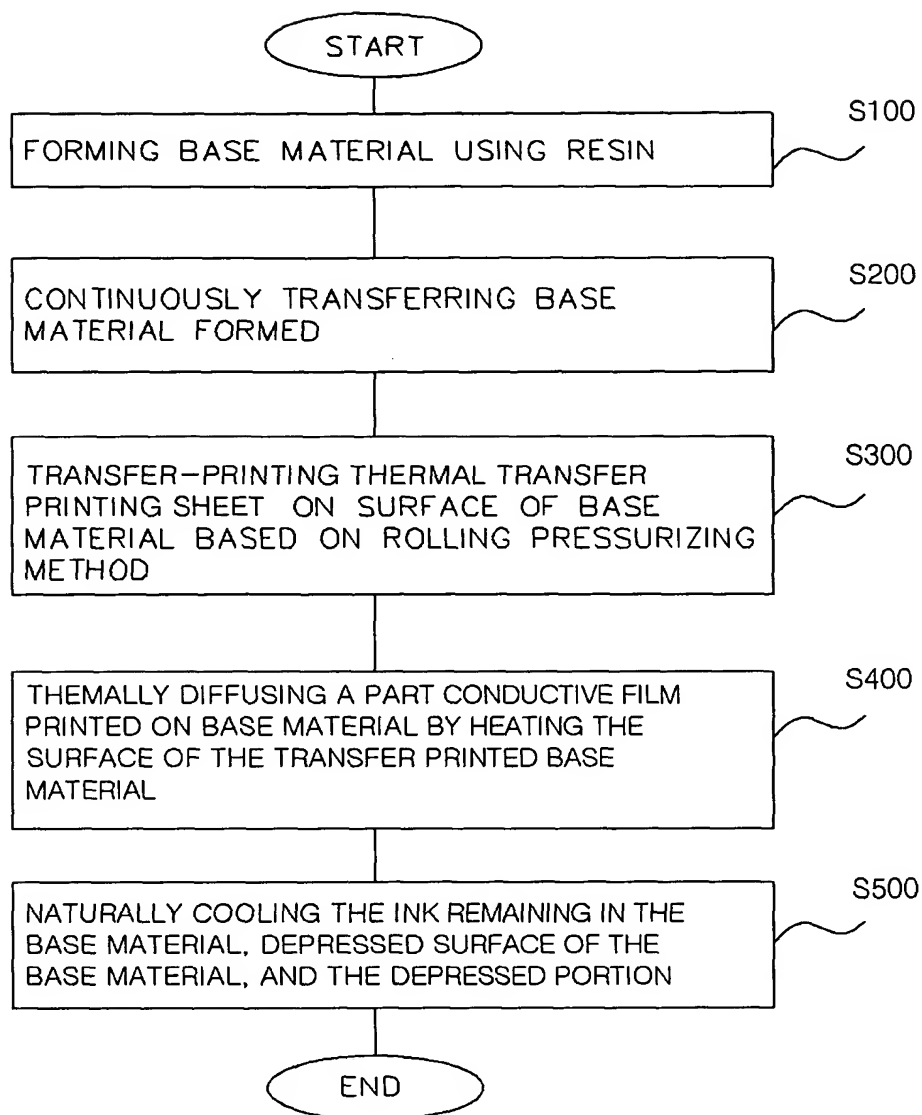 START
S100
FORMING BASE MATERIAL USING RESIN
S200
CONTINUOUSLY TRANSFERRING BASE
MATERIAL FORMED
S300
TRANSFER-PRINTING THERMAL TRANSFER
PRINTING SHEET ON SURFACE OF BASE
MATERIAL BASED ON ROLLING PRESSURIZING
METHOD
S400
THEMALLY DIFFUSING A PART CONDUCTIVE FILM
PRINTED ON BASE MATERIAL BY HEATING THE
SURFACE OF THE TRANSFER PRINTED BASE
MATERIAL
S500
NATURALLY COOLING THE INK REMAINING IN THE
BASE MATERIAL, DEPRESSED SURFACE OF THE
BASE MATERIAL, AND THE DEPRESSED PORTION
END